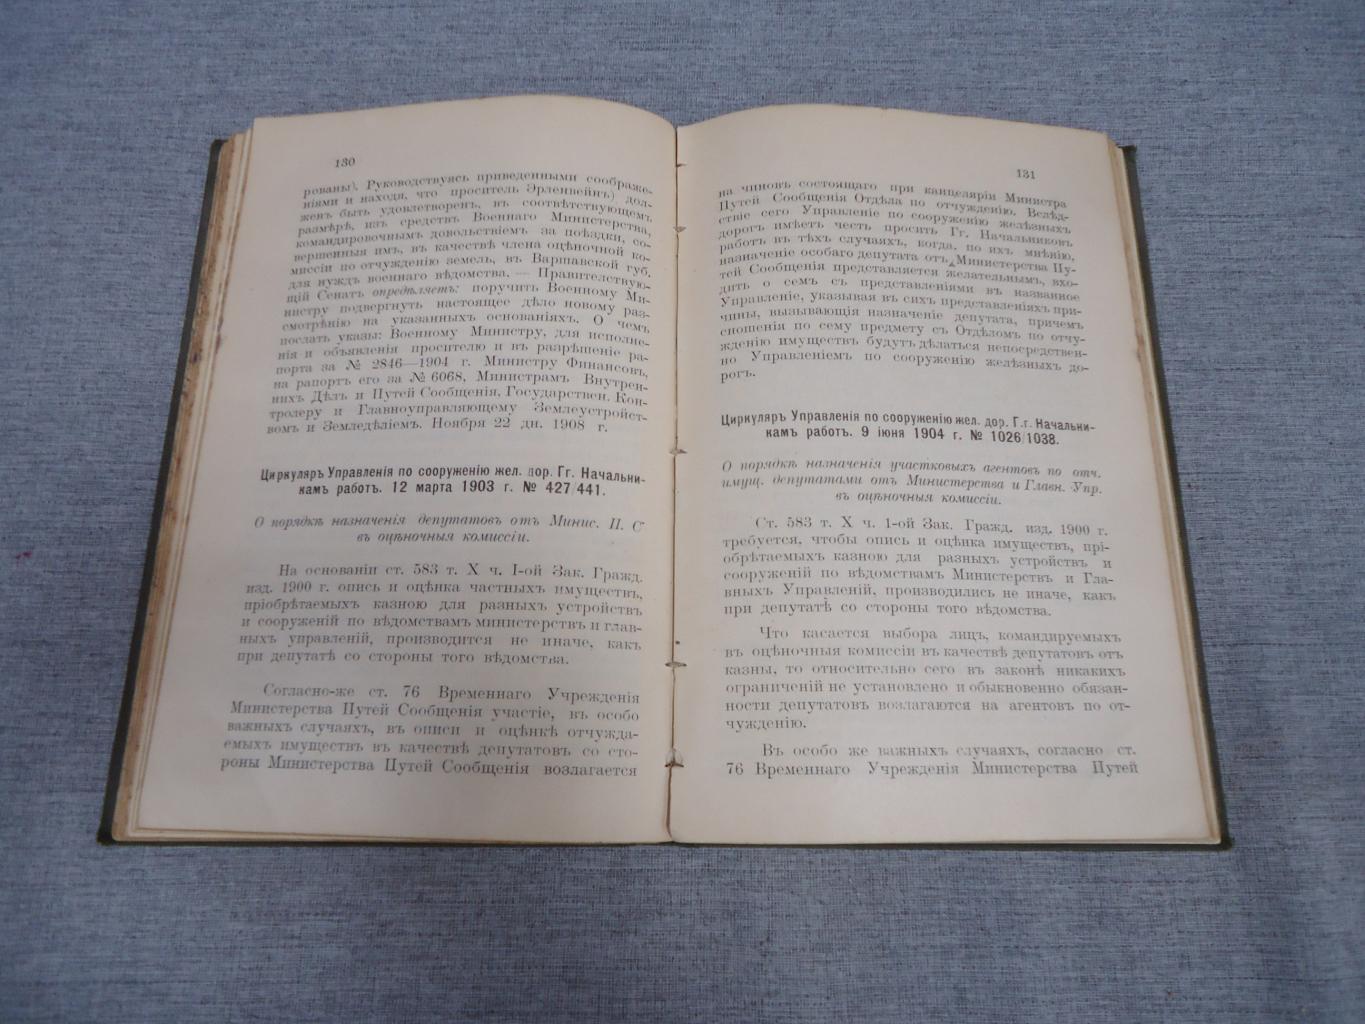 130
рованы). Руководствуясь приведенными соображе-
ніями и находя, что проситель Эрленвейнъ) дол-
женъ быть удовлетворенъ, въ соотвѣтствующемъ
размѣрѣ, изъ средствъ Военнаго Министерства,
командировочнымъ довольствіемъ за поѣздки, со-
вершенныя имъ, въ качествѣ члена оцѣночной ко-
миссіи по отчужденію земель, въ Варшавской губ.
для нуждъ военнаго вѣдомства. — Правительствую-
щій Сенатъ опредѣляетъ: поручить Военному Ми-
нистру подвергнуть настоящее дѣло новому раз-
смотрѣнію на указанныхъ основаніяхъ. О чемъ
послать указы: Военному Министру, для исполне-
нія и объявленія просителю и въ разрѣшеніе ра-
порта за № 2846—1904 г. Министру Финансовъ,
на рапортъ его за № 6068, Министрамъ Внутрен-
нихъ Дѣлъ и Путей Сообщенія, Государствен. Кон-
тролеру и Главноуправляющему Землеустройст-
вомъ и Земледѣліемъ. Ноября 22 дн. 1908 г.
Циркуляръ Управленія по сооруженію жел. дор. Гг. Начальни-
камъ работъ. 12 марта 1903 г. № 427/441.
О порядкѣ назначенія депутатовъ отъ Минис. П. С
въ оцѣночныя комиссіи.
На основаніи ст. 583 т. X ч. I-ой Зак. Гражд.
изд. 1900 г. опись и оцѣнка частныхъ имуществъ,
пріобрѣтаемыхъ казною для разныхъ устройствъ
и сооруженій по вѣдомствамъ министерствъ и глав-
ныхъ управленій, производится не иначе, какъ
при депутатѣ со стороны того вѣдомства.
Согласно-же ст. 76 Временнаго Учрежденія
Министерства Путей Сообщенія участіе, въ особо
важныхъ случаяхъ, въ описи и оцѣнкѣ отчужда-
емыхъ имуществъ въ качествѣ депутатовъ со сто-
роны Министерства Путей Сообщенія возлагается
131
на чиновъ состоящаго при канцеляріи Министра
Путей Сообщенія Отдѣла по отчужденію. Вслѣд-
ствіе сего Управленіе по сооруженію желѣзныхъ
дорогъ имѣетъ честь просить Гг. Начальниковъ
работъ въ тѣхъ случаяхъ, когда, по ихъ мнѣнію,
назначеніе особаго депутата отъ Министерства Пу-
тей Сообщенія представляется желательнымъ, вхо-
дить о семъ съ представленіями въ названное
Управленіе, указывая въ сихъ представленіяхъ при-
чины, вызывающія назначеніе депутата, причемъ
сношенія по сему предмету съ Отдѣломъ по отчу-
жденію имуществъ будутъ дѣлаться непосредствен-
но Управленіемъ по сооруженію желѣзныхъ до-
рогъ.
Циркуляръ Управленія по сооруженію жел. дор. Г.г. Начальни-
камъ работъ. 9 іюня 1904 г. № 1026/1038.
О порядкѣ назначенія участковыхъ агентовъ по отч.
имущ. депутатами отъ Министерства и Главн. Упр.
въ оцѣночныя комиссіи.
Ст. 583 т. X ч. 1-ой Зак. Гражд. изд. 1900 г.
требуется, чтобы опись и оцѣнка имуществъ, прі-
обрѣтаемыхъ казною для разныхъ устройствъ и
сооруженій по вѣдомствамъ Министерствъ и Гла-
вныхъ Управленій, производились не иначе, какъ
при депутатѣ со стороны того вѣдомства.
Что касается выбора лицъ, командируемыхъ
въ оцѣночныя комиссіи въ качествѣ депутатовъ отъ
казны, то относительно сего въ законѣ никакихъ
ограниченій не установлено и обыкновенно обязан-
ности депутатовъ возлагаются на агентовъ по от-
чужденію.
Въ особо же важныхъ случаяхъ, согласно ст.
76 Временнаго Учрежденія Министерства Путей